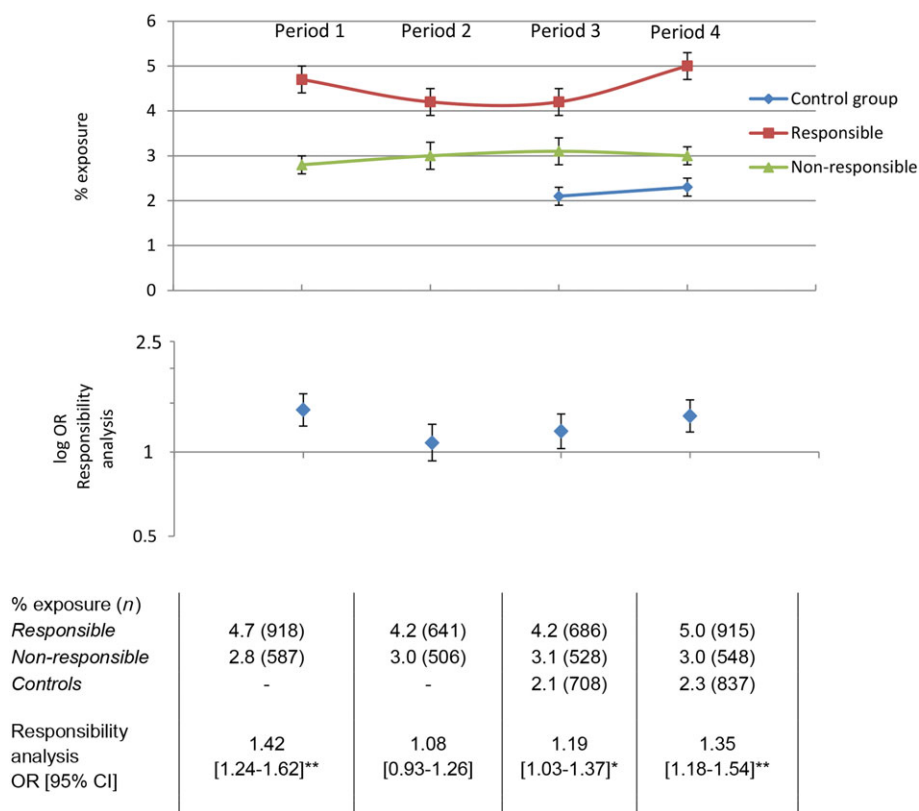 6
Period 1 Period 2 Period 3 Period 4
5
4
3
2
1
0
% exposure
Control group
Responsible
Non-responsible
2.5
1
0.5
log OR
Responsibility
analysis
% exposure (n)
Responsible 4.7 (918) 4.2 (641) 4.2 (686) 5.0 (915)
Non-responsible 2.8 (587) 3.0 (506) 3.1 (528) 3.0 (548)
Controls - - 2.1 (708) 2.3 (837)
Responsibility
analysis 1.42 1.08 1.19 1.35
OR [95% CI] [1.24-1.62]** [0.93-1.26] [1.03-1.37]* [1.18-1.54]**